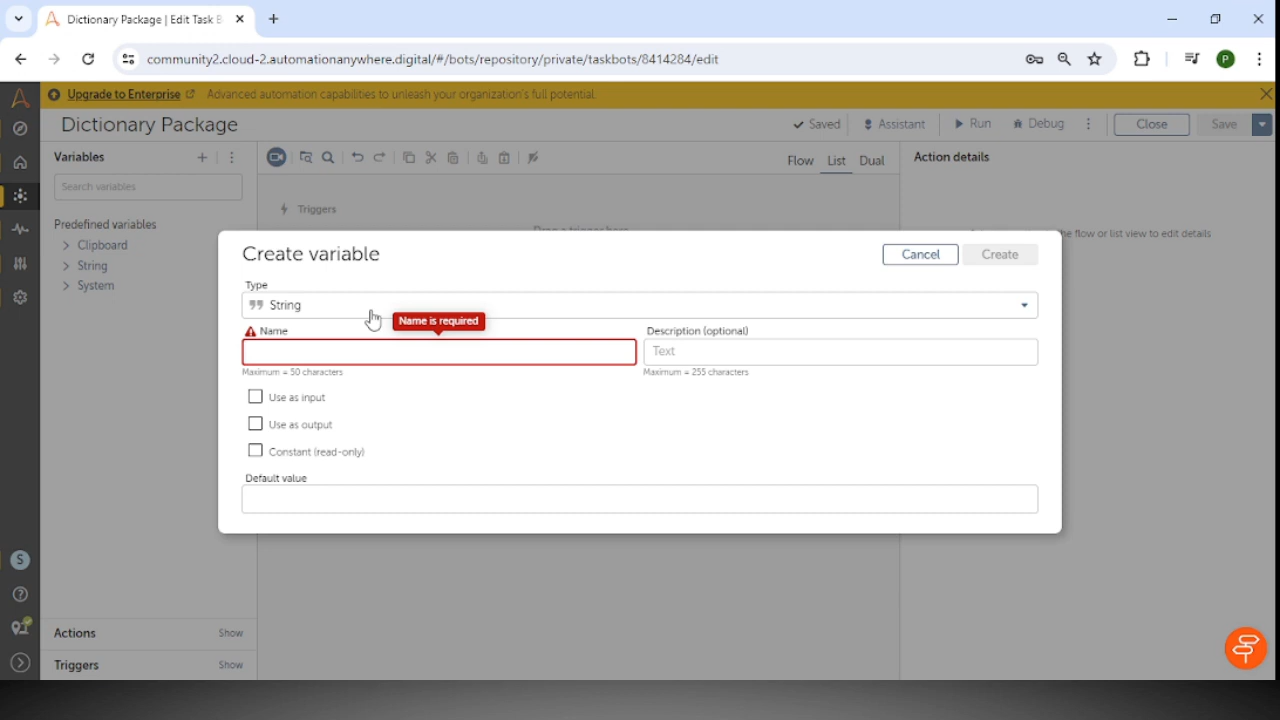 Dictionary Package | Edit Task B
community2.cloud-2.automationanywhere.digital/#/bots/repository/private/taskbots/8414284/edit
P
Upgrade to Enterprise
Advanced automation capabilities to unleash your organization's full potential.
Dictionary Package
Saved
Assistant
Run
Debug
Close
Save
Variables
Flow
List
Dual
Action details
Search variables
Triggers
Predefined variables
Clipboard
String
System
the flow or list view to edit details
Create variable
Cancel
Create
Type
String
Name is required
Name
Description (optional)
Text
Maximum = 50 characters
Maximum = 255 characters
Use as input
Use as output
Constant (read-only)
Default value
S
Actions
Show
Triggers
Show